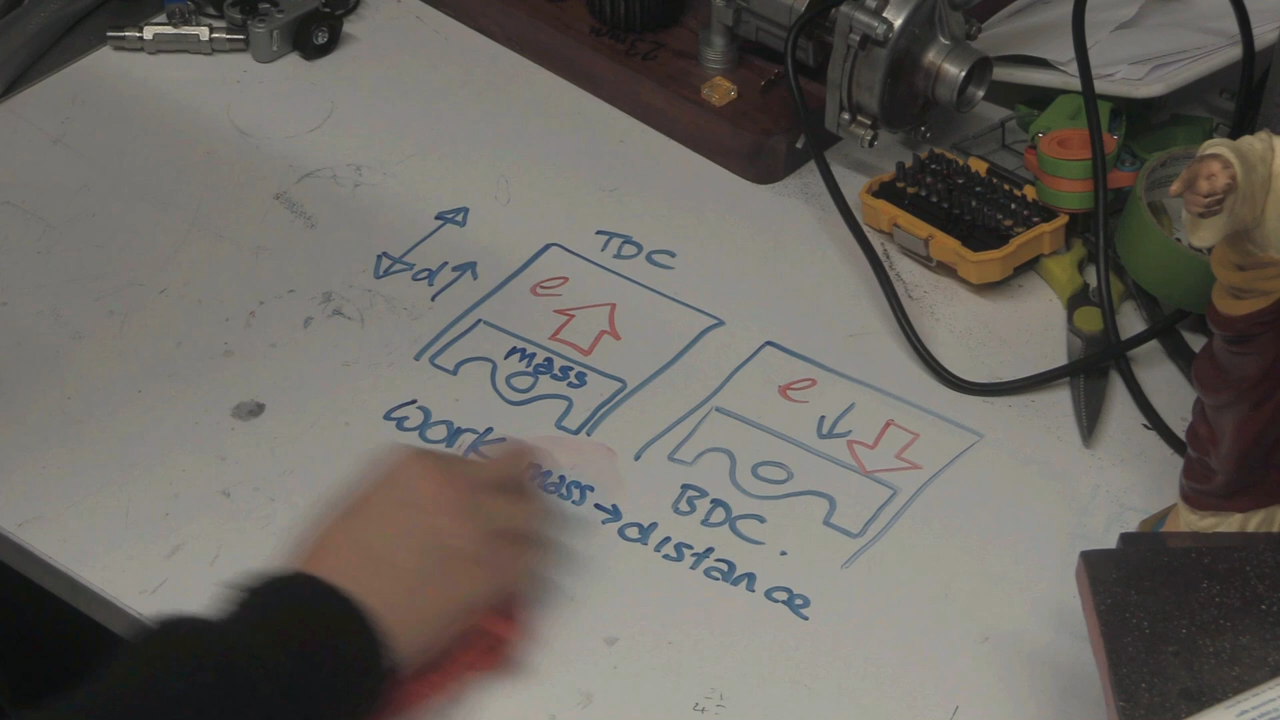 TDC
d↑
e
mass
e
BDC.
work mass → distance